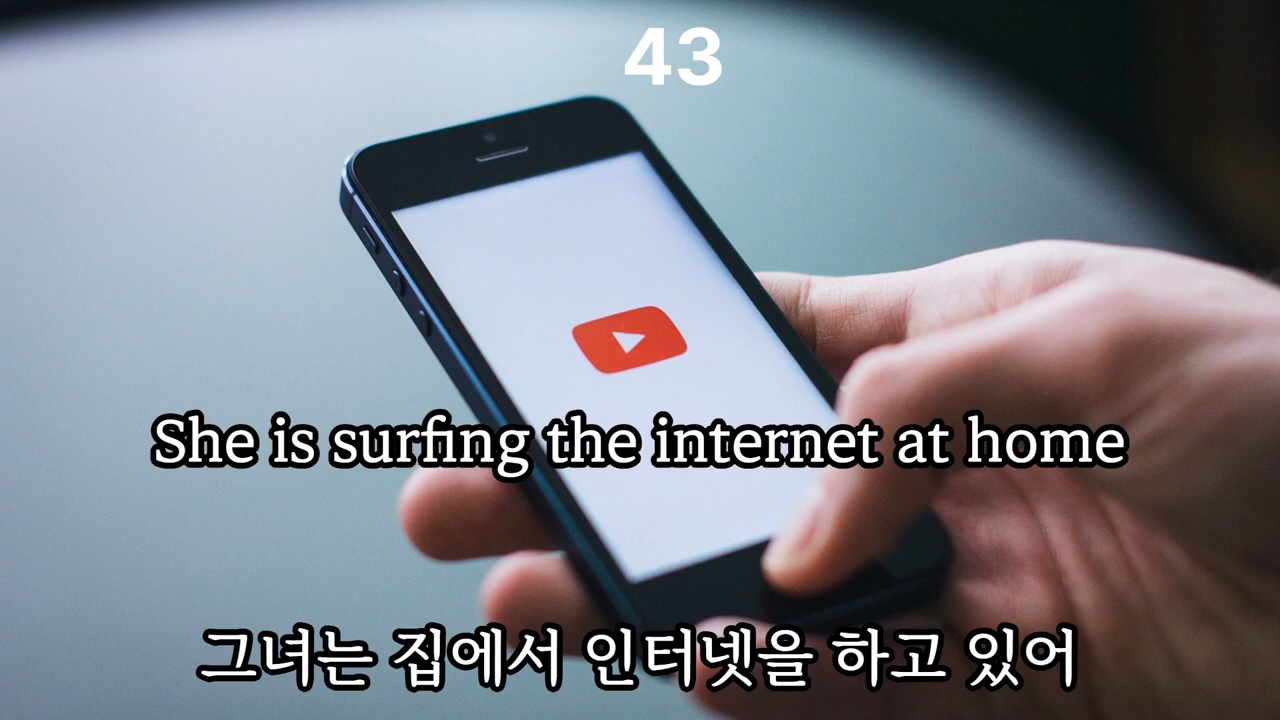 43
She is surfing the internet at home
그녀는 집에서 인터넷을 하고 있어